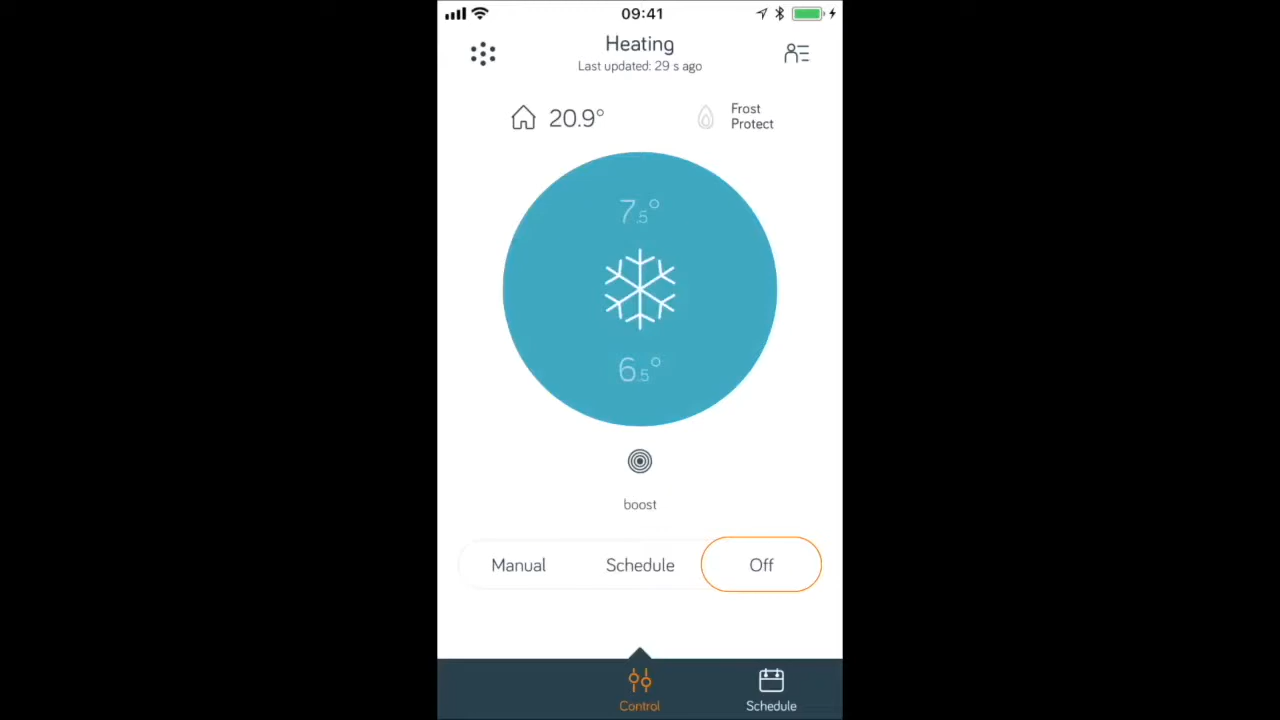 09:41
Heating
Last updated: 29 s ago
20.9°
Frost
Protect
7.5°
6.5°
boost
Manual Schedule Off
Control Schedule